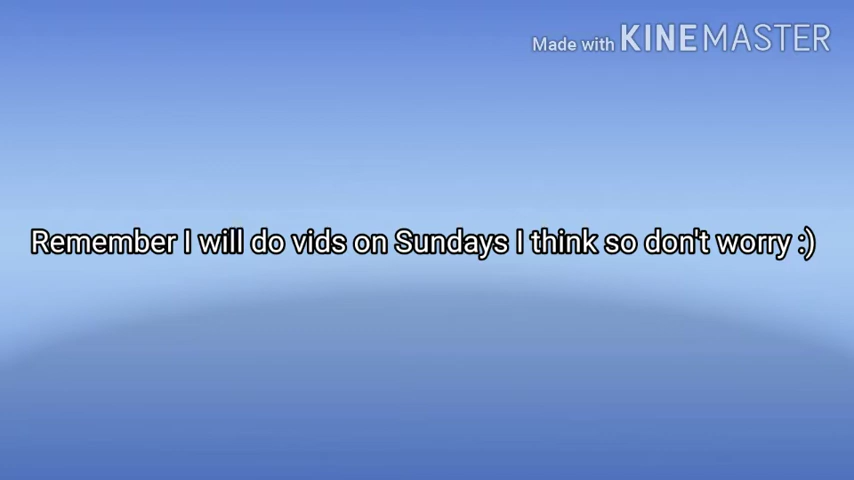 Made with KINEMASTER
Remember I will do vids on Sundays I think so don't worry :)